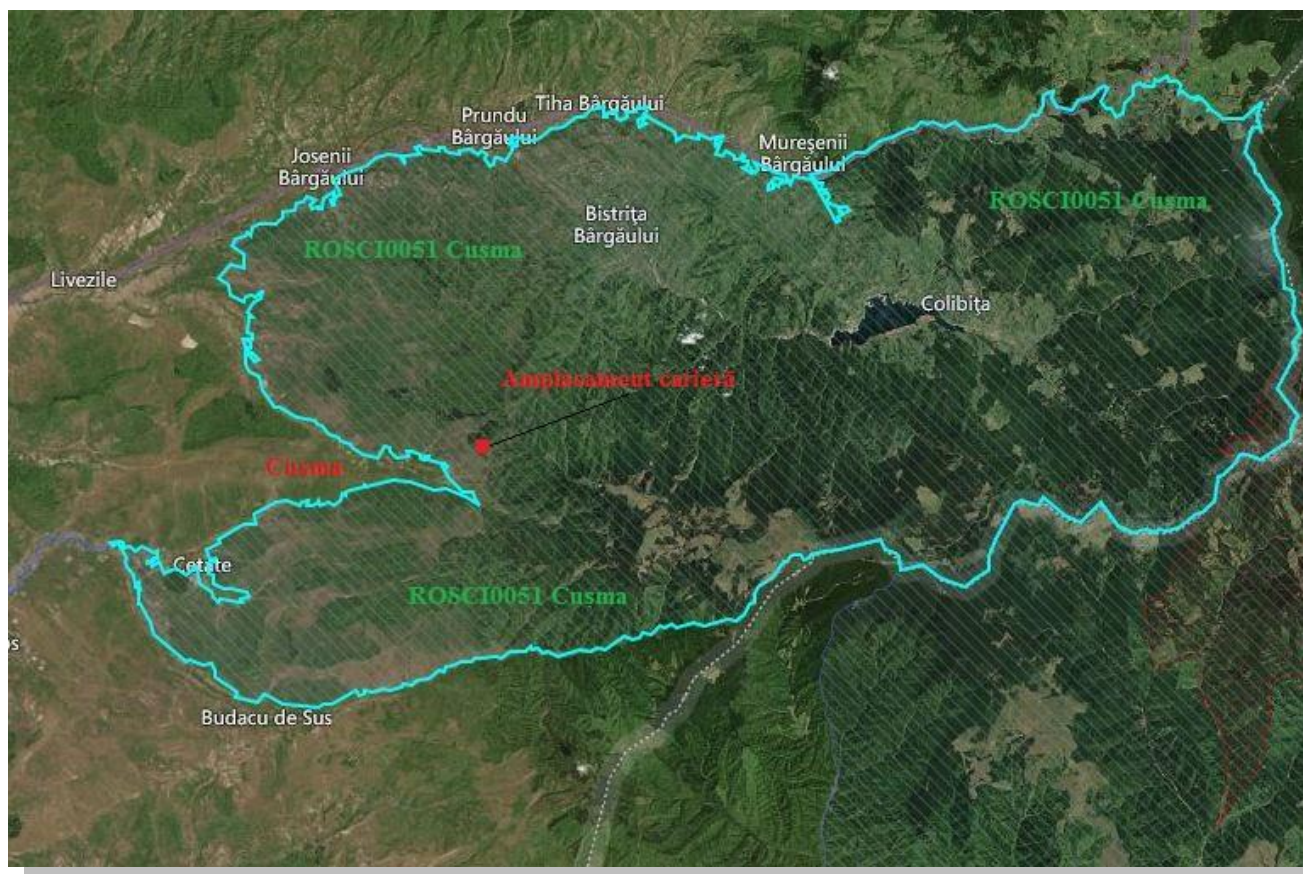 Tiha Bârgăului
Prundu
Bârgăului
Mureşenii
Bârgăului
Josenii
Bârgăului
ROSCI0051 Cusma
Bistriţa
Bârgăului
ROSCI0051 Cusma
Livezile
Colibiţa
Amplasament carieră
Cusma
Cetate
ROSCI0051 Cusma
Budacu de Sus